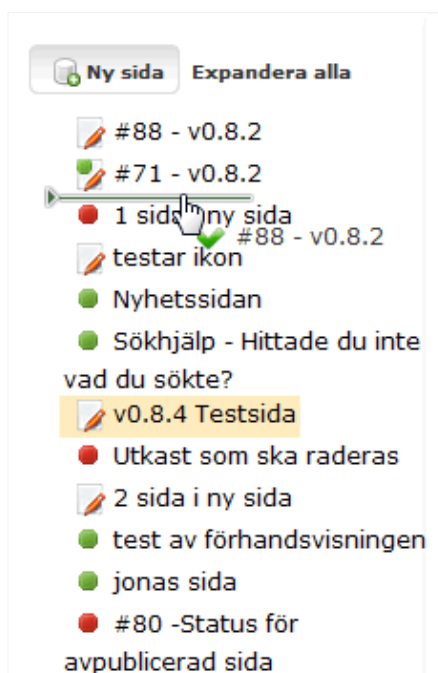 Ny sida Expandera alla
#88 - v0.8.2
#71 - v0.8.2
1 sida ny sida
#88 - v0.8.2
testar ikon
Nyhetssidan
Sökhjälp - Hittade du inte
vad du sökte?
v0.8.4 Testsida
Utkast som ska raderas
2 sida i ny sida
test av förhandsvisningen
jonas sida
#80 -Status för
avpublicerad sida